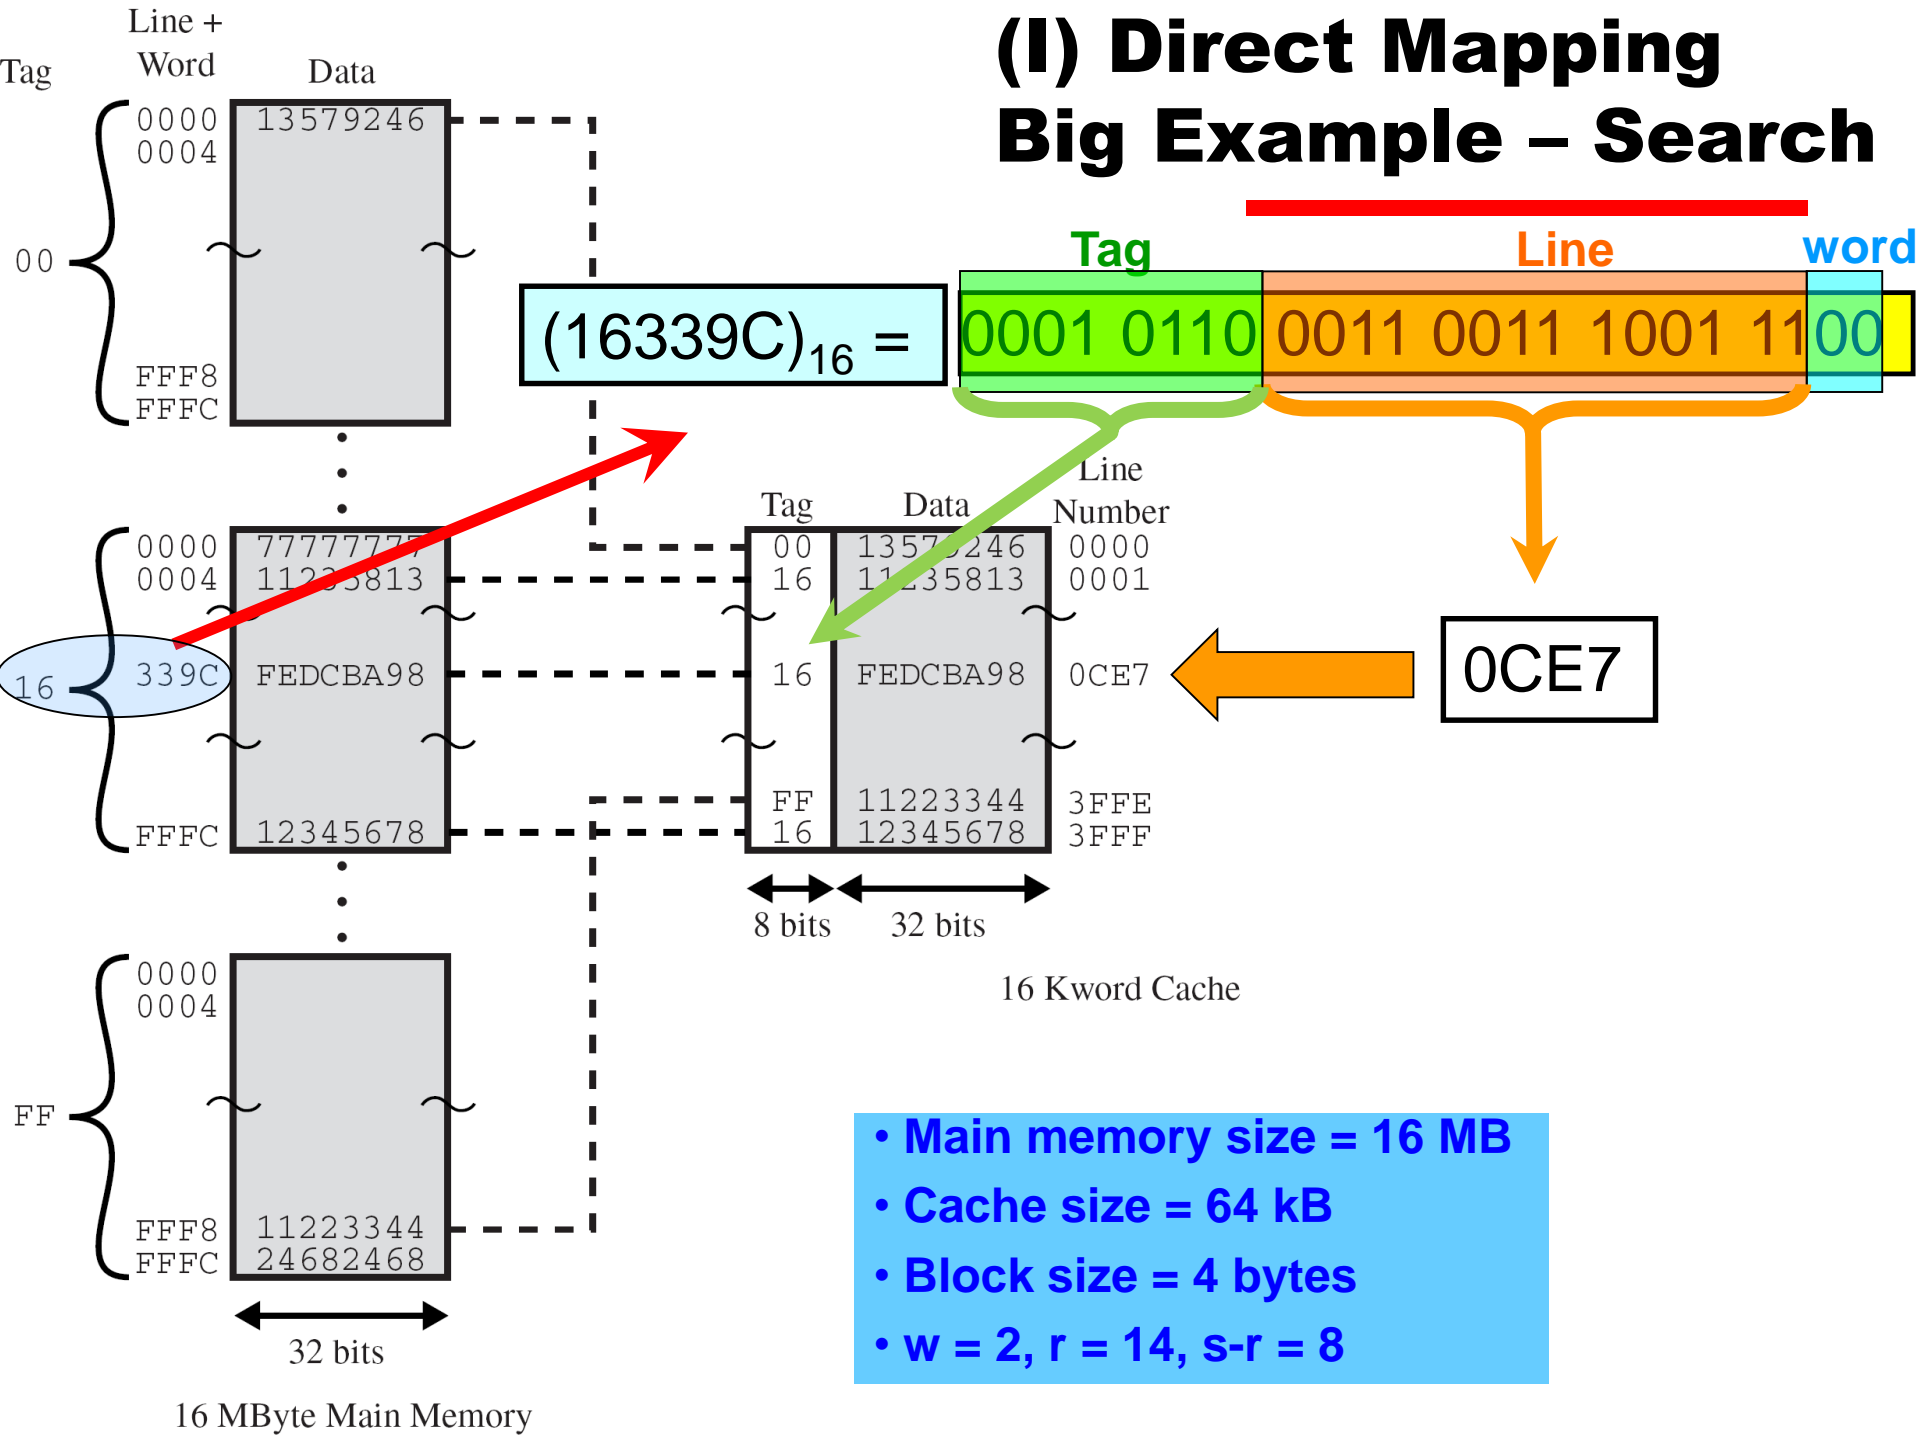 (I) Direct Mapping
Big Example – Search
Tag
Line +
Word
Data
0000 13579246
0004
00
FFF8
FFFC
0000 77777777
0004 11235813
16 339C FEDCBA98
FFFC 12345678
0000
0004
FF
FFF8 11223344
FFFC 24682468
32 bits
16 MByte Main Memory
Tag Line word
(16339C)16 = 0001 0110 0011 0011 1001 1100
Tag
Data
Line
Number
00 13579246 0000
16 11235813 0001
16 FEDCBA98 0CE7
0CE7
FF 11223344 3FFE
16 12345678 3FFF
8 bits 32 bits
16 Kword Cache
• Main memory size = 16 MB
• Cache size = 64 kB
• Block size = 4 bytes
• w = 2, r = 14, s-r = 8